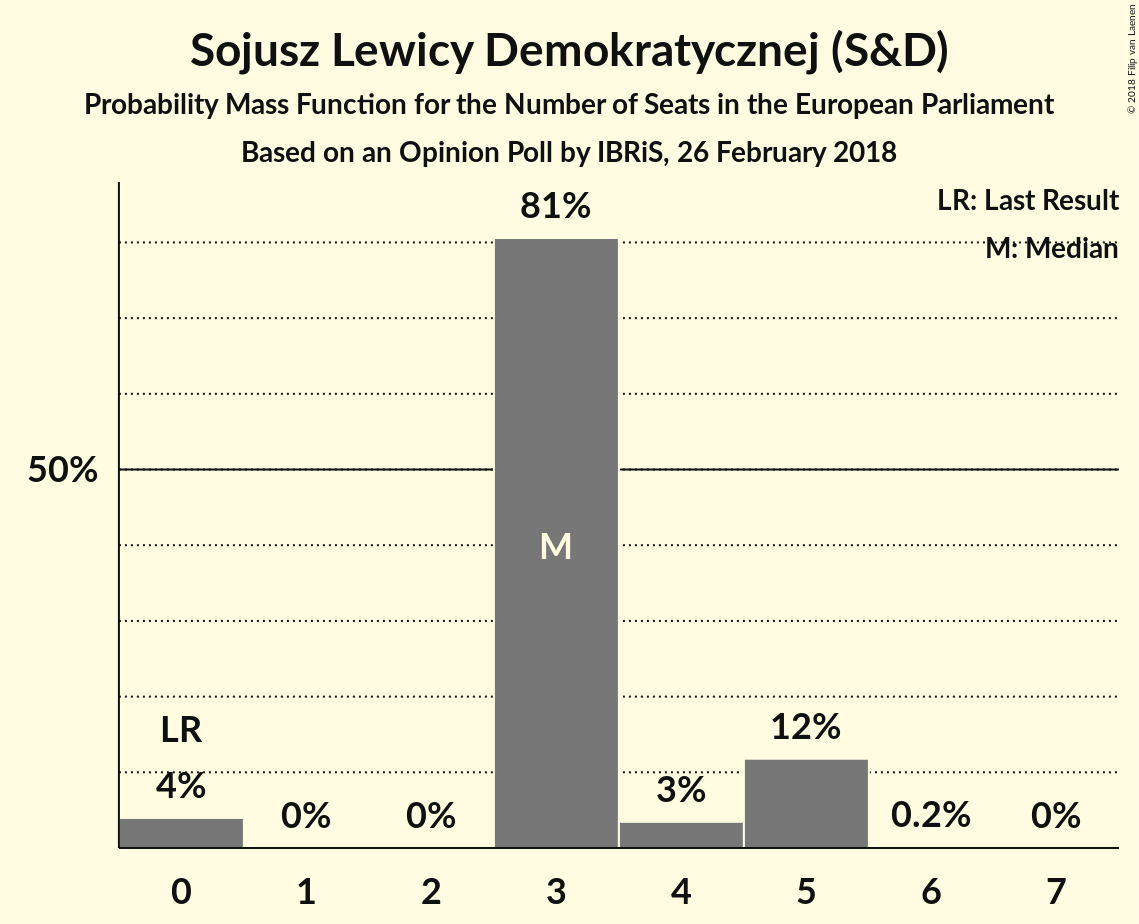 Sojusz Lewicy Demokratycznej (S&D)
Probability Mass Function for the Number of Seats in the European Parliament
Based on an Opinion Poll by IBRiS, 26 February 2018
© 2018 Filip van Laenen
LR: Last Result
M: Median
81%
50%
M
LR
4%
0%
0%
3%
12%
0.2%
0%
0 1 2 3 4 5 6 7